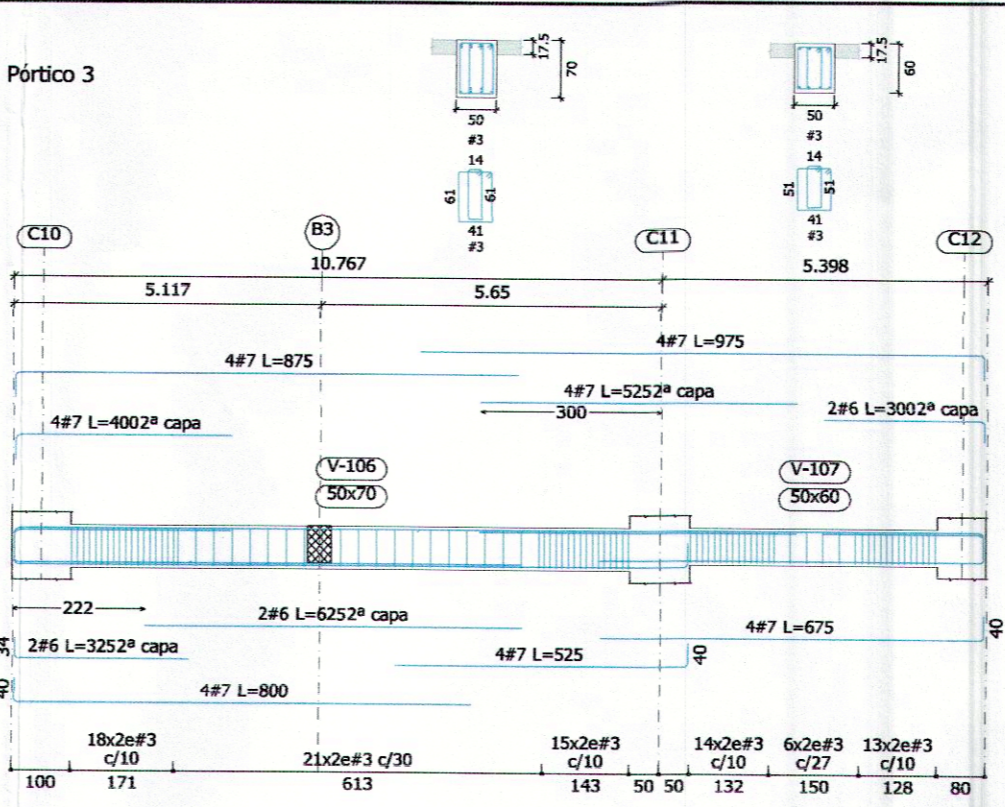 Pórtico 3
17.5
70
50
#3
14
61
61
41
#3
17.5
60
50
#3
14
51
51
41
#3
C10
B3
C11
C12
10.767
5.398
5.117
5.65
4#7 L=975
4#7 L=875
4#7 L=5252ª capa
300
2#6 L=3002ª capa
4#7 L=4002ª capa
V-106
50x70
V-107
50x60
222
2#6 L=6252ª capa
4#7 L=675
40
34
2#6 L=3252ª capa
4#7 L=525
40
40
4#7 L=800
18x2e#3
c/10
21x2e#3 c/30
15x2e#3
c/10
14x2e#3
c/10
6x2e#3
c/27
13x2e#3
c/10
100
171
613
143
50
50
132
150
128
80